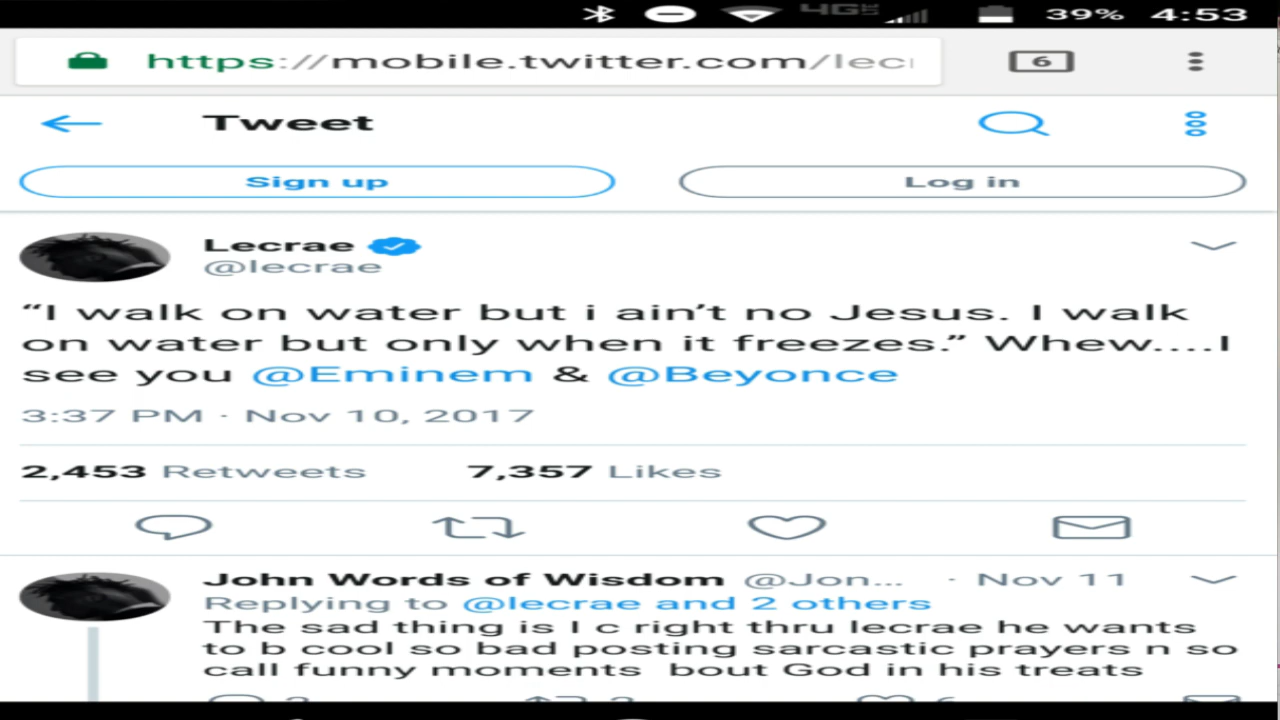 4G LTE 39% 4:53
https://mobile.twitter.com/lec
6
Tweet
Sign up Log in
Lecrae
@lecrae
“I walk on water but i ain’t no Jesus. I walk
on water but only when it freezes.” Whew....I
see you @Eminem & @Beyonce
3:37 PM · Nov 10, 2017
2,453 Retweets 7,357 Likes
John Words of Wisdom @Jon... · Nov 11
Replying to @lecrae and 2 others
The sad thing is I c right thru lecrae he wants
to b cool so bad posting sarcastic prayers n so
call funny moments bout God in his treats